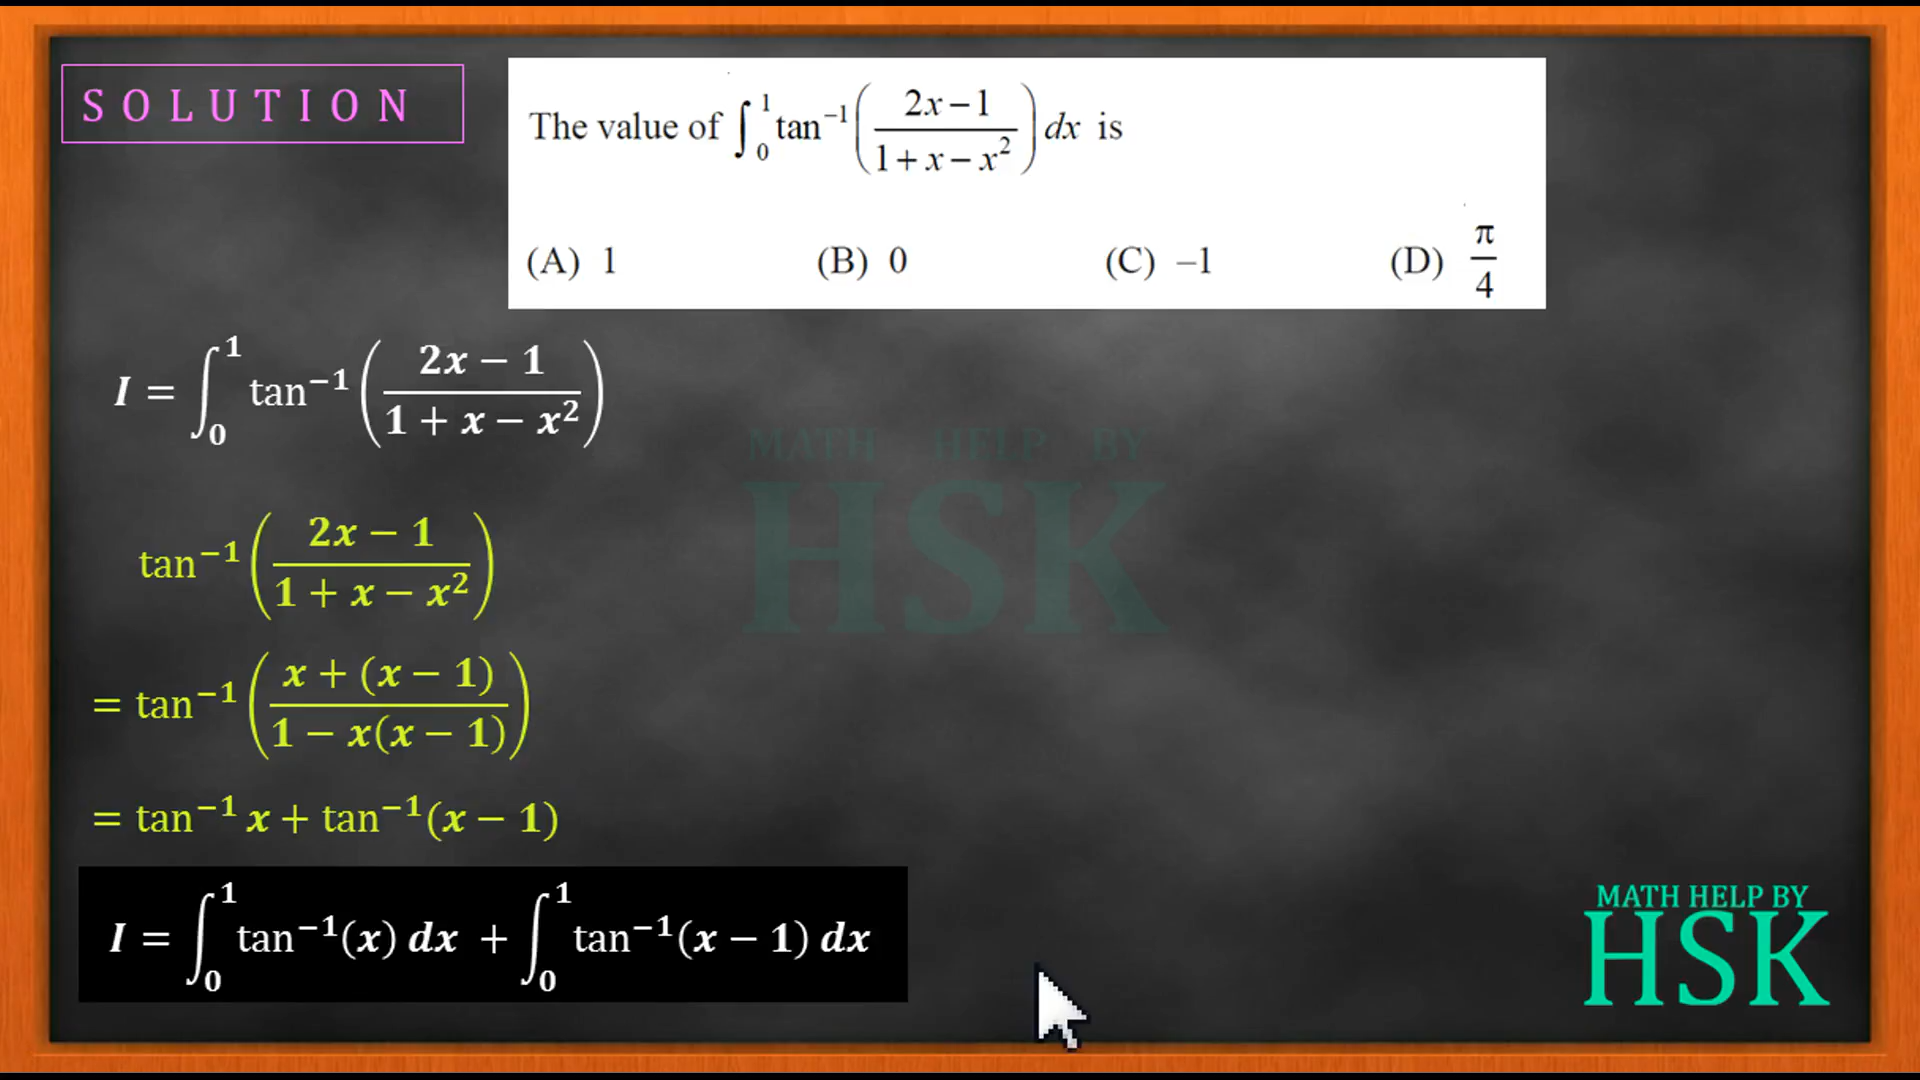 SOLUTION
The value of ∫₀¹ tan⁻¹((2x−1)/(1+x−x²)) dx is
(A) 1 (B) 0 (C) −1 (D) π/4
I = ∫₀¹ tan⁻¹((2x − 1)/(1 + x − x²))
tan⁻¹((2x − 1)/(1 + x − x²))
= tan⁻¹((x + (x − 1))/(1 − x(x − 1)))
= tan⁻¹ x + tan⁻¹(x − 1)
I = ∫₀¹ tan⁻¹(x) dx + ∫₀¹ tan⁻¹(x − 1) dx
MATH HELP BY
HSK
MATH HELP BY
HSK